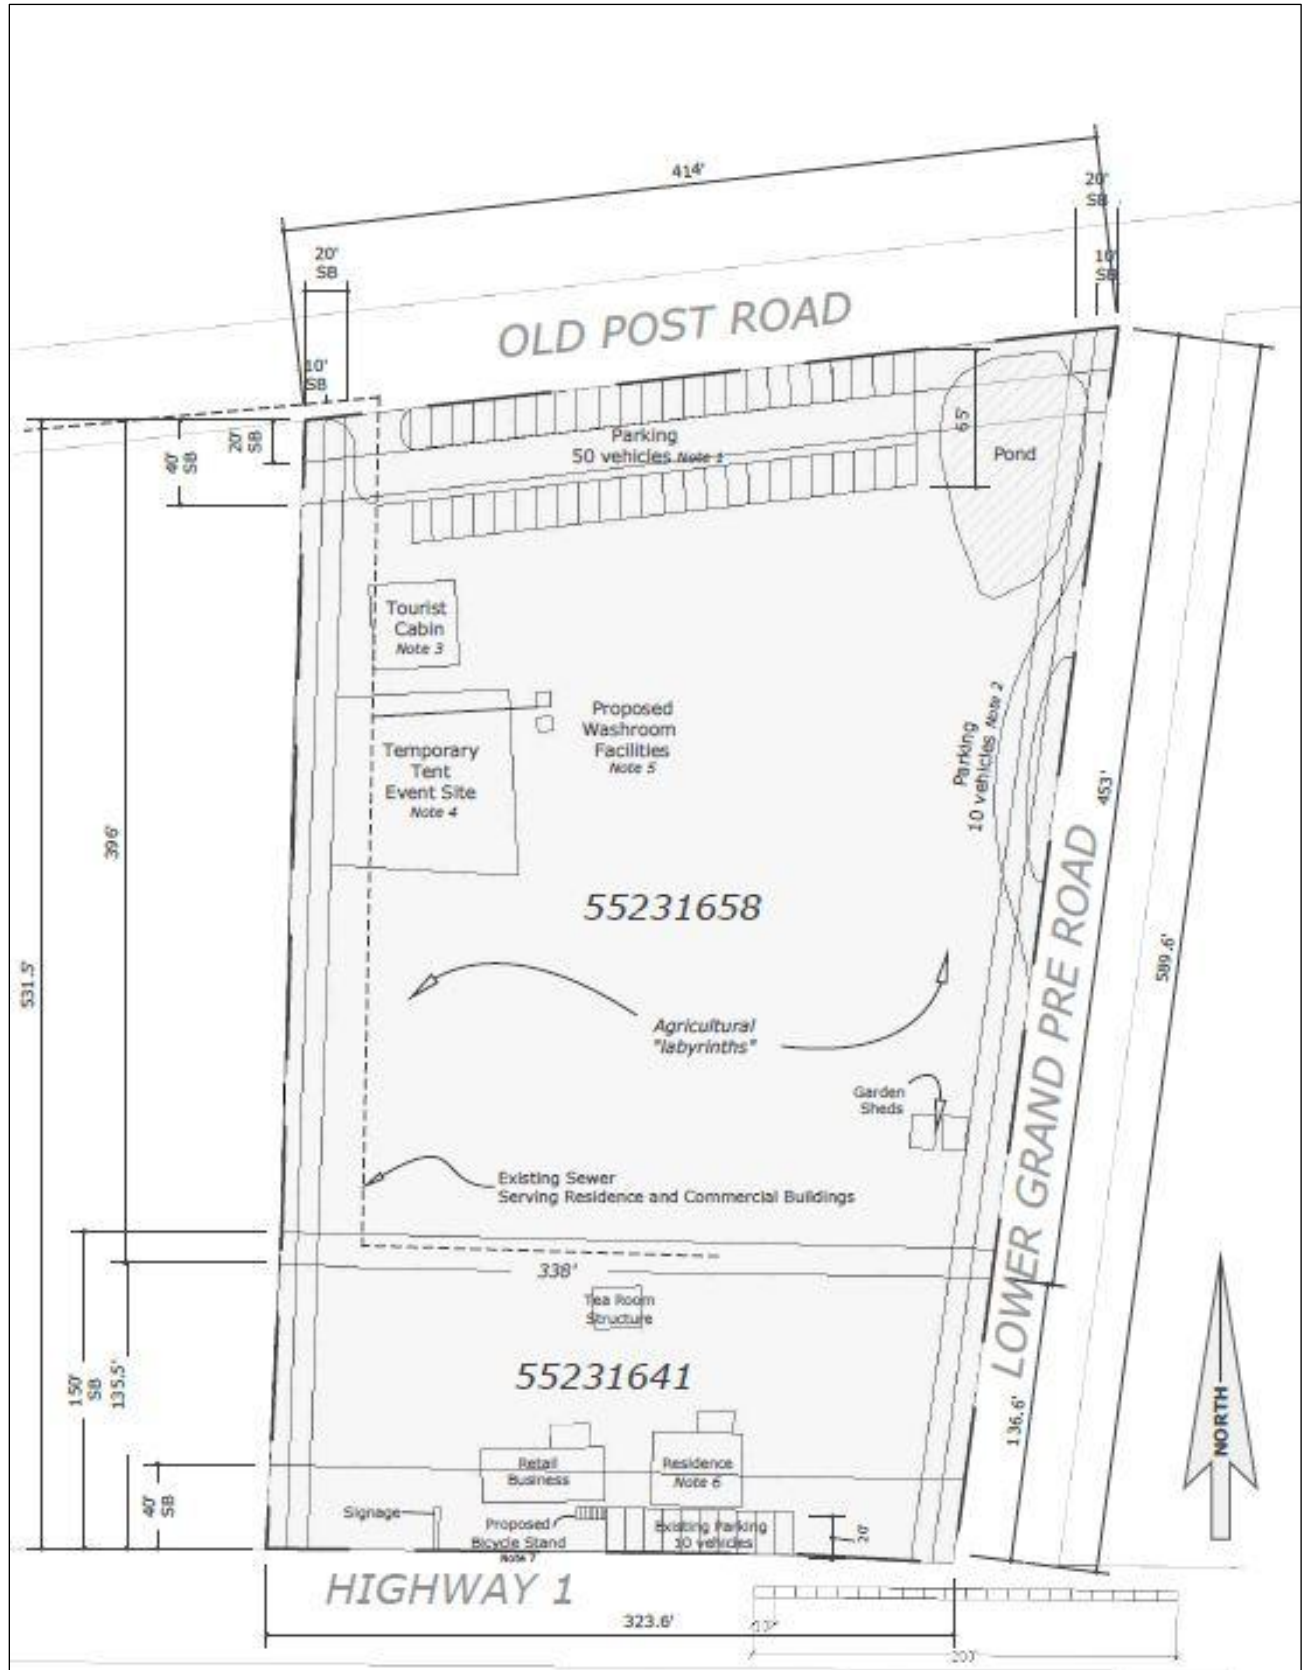 414'
20'
SB
10'
SB
20'
SB
10'
SB
OLD POST ROAD
20'
SB
40'
SB
65'
Parking
50 vehicles Note 1
Pond
Tourist
Cabin
Note 3
Proposed
Washroom
Facilities
Note 5
Temporary
Tent
Event Site
Note 4
Parking
10 vehicles Note 2
453'
396'
55231658
531.5'
589.6'
LOWER GRAND PRE ROAD
Agricultural
"labyrinths"
Garden
Sheds
Existing Sewer
Serving Residence and Commercial Buildings
338'
Tea Room
Structure
55231641
150'
SB
135.5'
136.6'
NORTH
Retail
Business
Residence
Note 6
40'
SB
Signage
Proposed
Bicycle Stand
Note 7
Existing Parking
10 vehicles
20'
HIGHWAY 1
323.6'